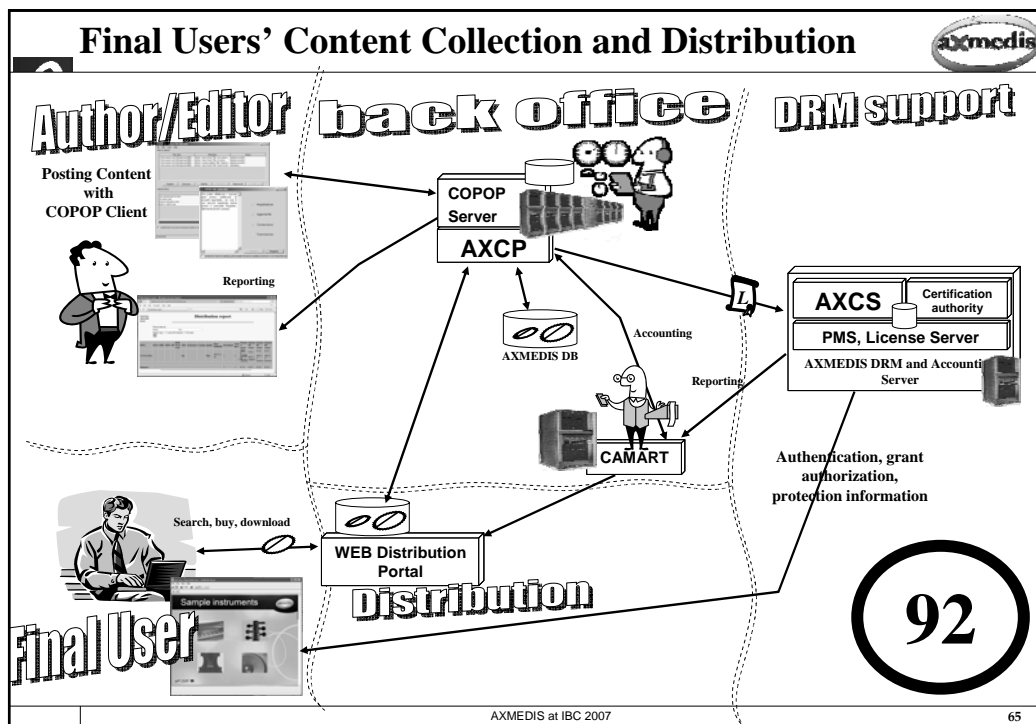 Final Users' Content Collection and Distribution
aXmedis
Author/Editor
back office
DRM support
Posting Content
with
COPOP Client
COPOP
Server
AXCP
Reporting
Distribution report
L
AXCS
Certification
authority
PMS, License Server
AXMEDIS DRM and Accounti
Server
AXMEDIS DB
Accounting
Reporting
CAMART
Authentication, grant
authorization,
protection information
Search, buy, download
WEB Distribution
Portal
Distribution
Sample instruments
Final User
92
AXMEDIS at IBC 2007
65